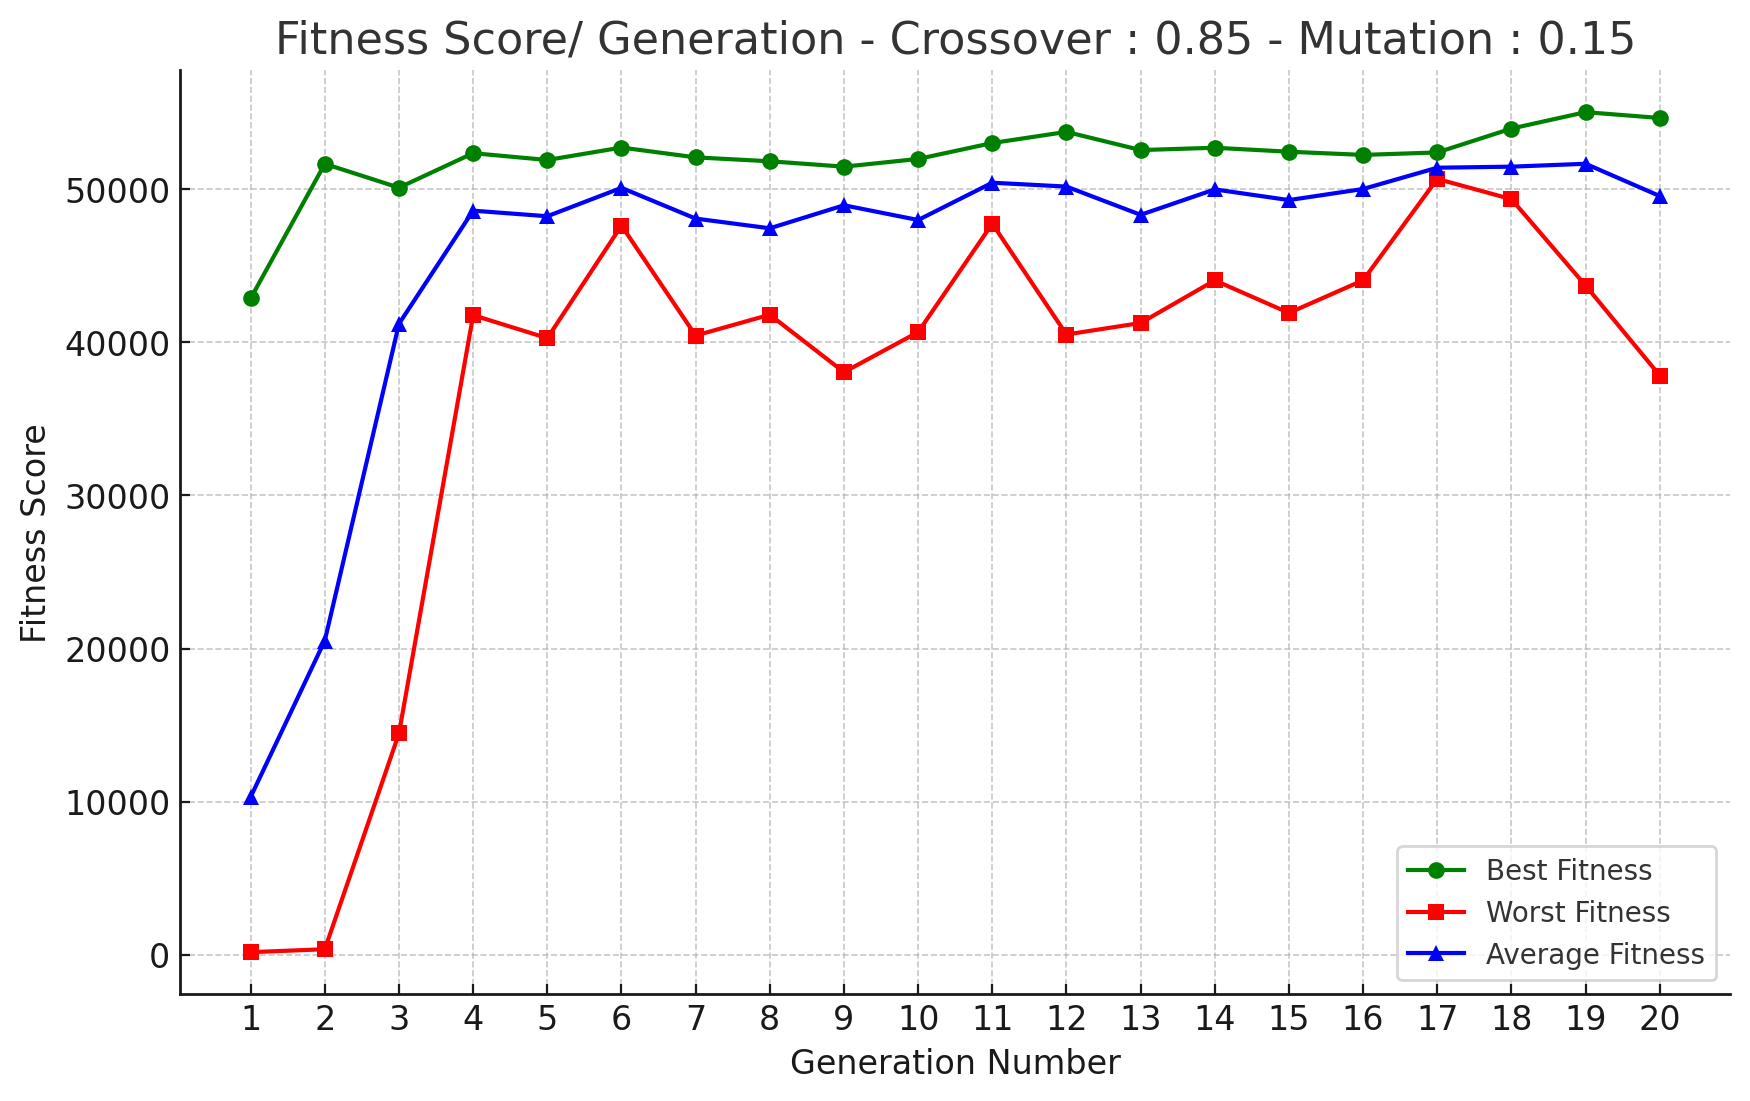 Fitness Score/ Generation - Crossover : 0.85 - Mutation : 0.15
Fitness Score
50000
40000
30000
20000
10000
0
Best Fitness
Worst Fitness
Average Fitness
1 2 3 4 5 6 7 8 9 10 11 12 13 14 15 16 17 18 19 20
Generation Number